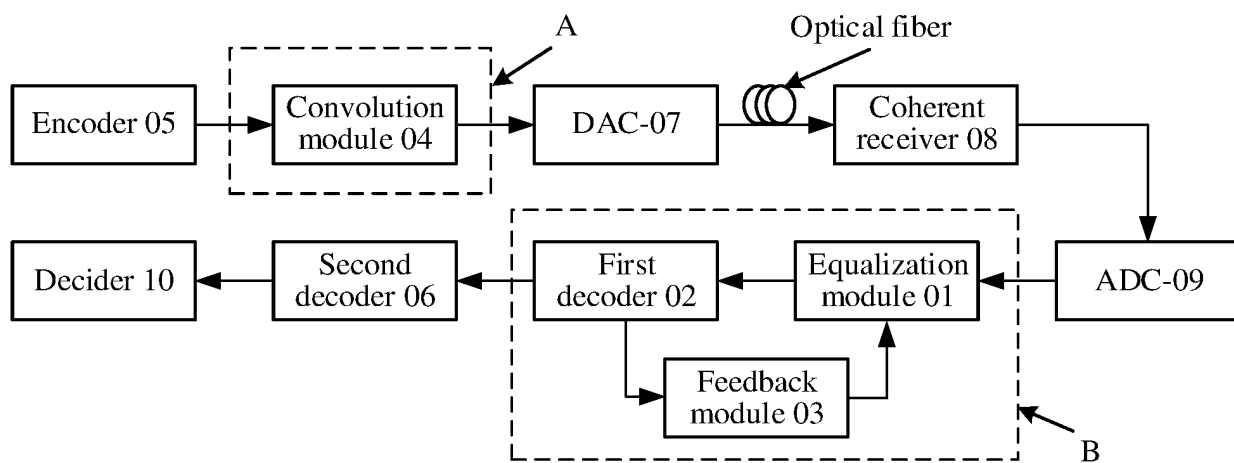 A
Optical fiber
Encoder 05
Convolution
module 04
DAC-07
Coherent
receiver 08
Decider 10
Second
decoder 06
First
decoder 02
Equalization
module 01
ADC-09
Feedback
module 03
B